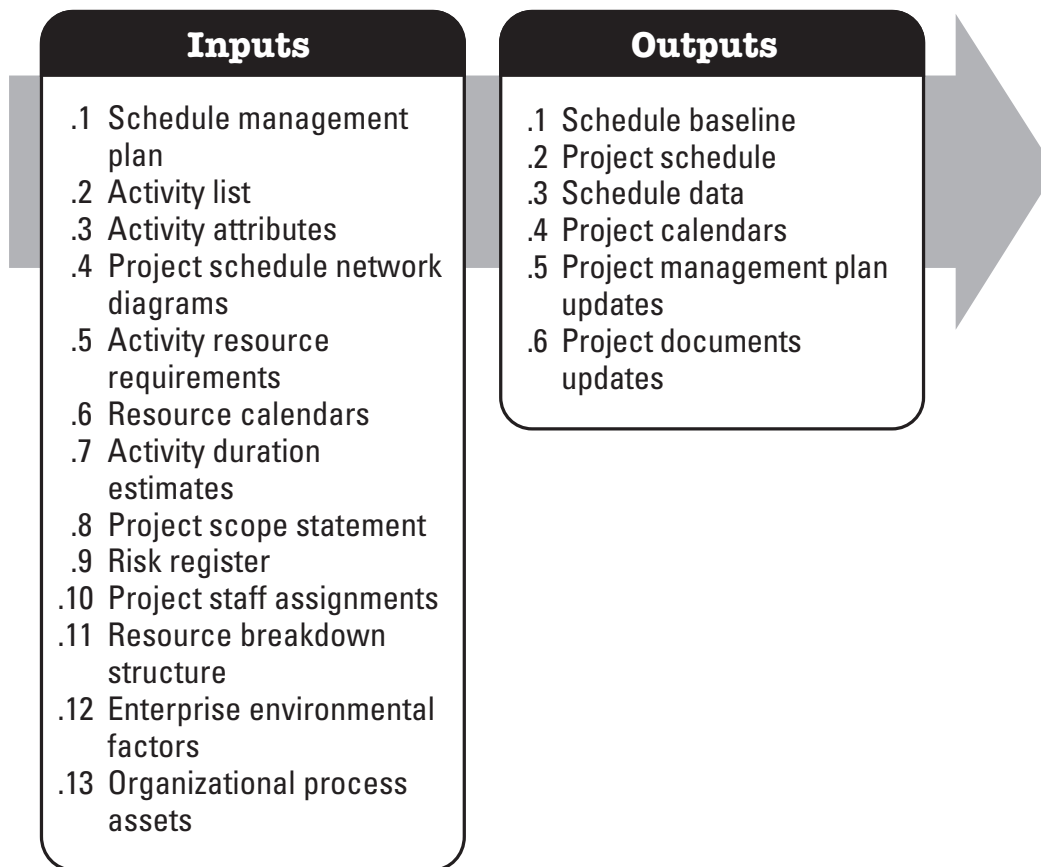 Inputs
.1 Schedule management
plan
.2 Activity list
.3 Activity attributes
.4 Project schedule network
diagrams
.5 Activity resource
requirements
.6 Resource calendars
.7 Activity duration
estimates
.8 Project scope statement
.9 Risk register
.10 Project staff assignments
.11 Resource breakdown
structure
.12 Enterprise environmental
factors
.13 Organizational process
assets
Outputs
.1 Schedule baseline
.2 Project schedule
.3 Schedule data
.4 Project calendars
.5 Project management plan
updates
.6 Project documents
updates